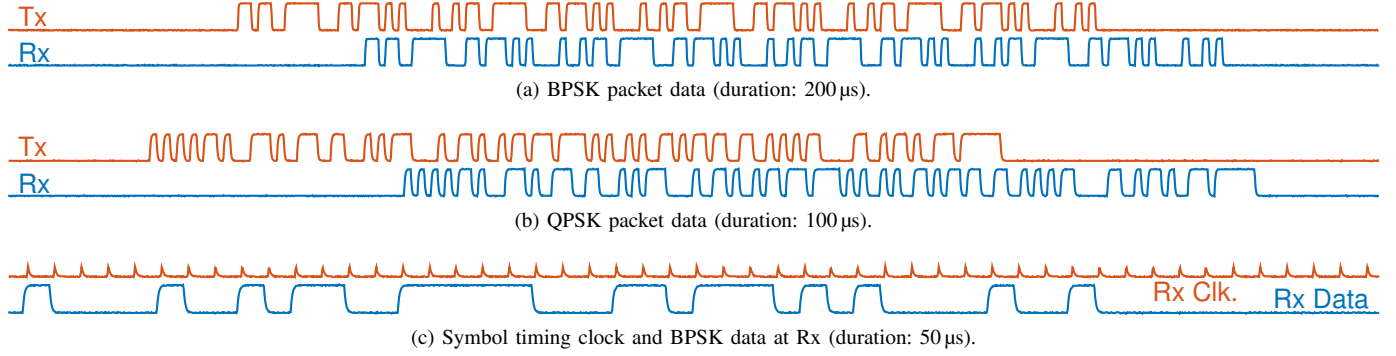 Tx
Rx
(a) BPSK packet data (duration: 200 µs).
Tx
Rx
(b) QPSK packet data (duration: 100 µs).
Rx Clk.
Rx Data
(c) Symbol timing clock and BPSK data at Rx (duration: 50 µs).